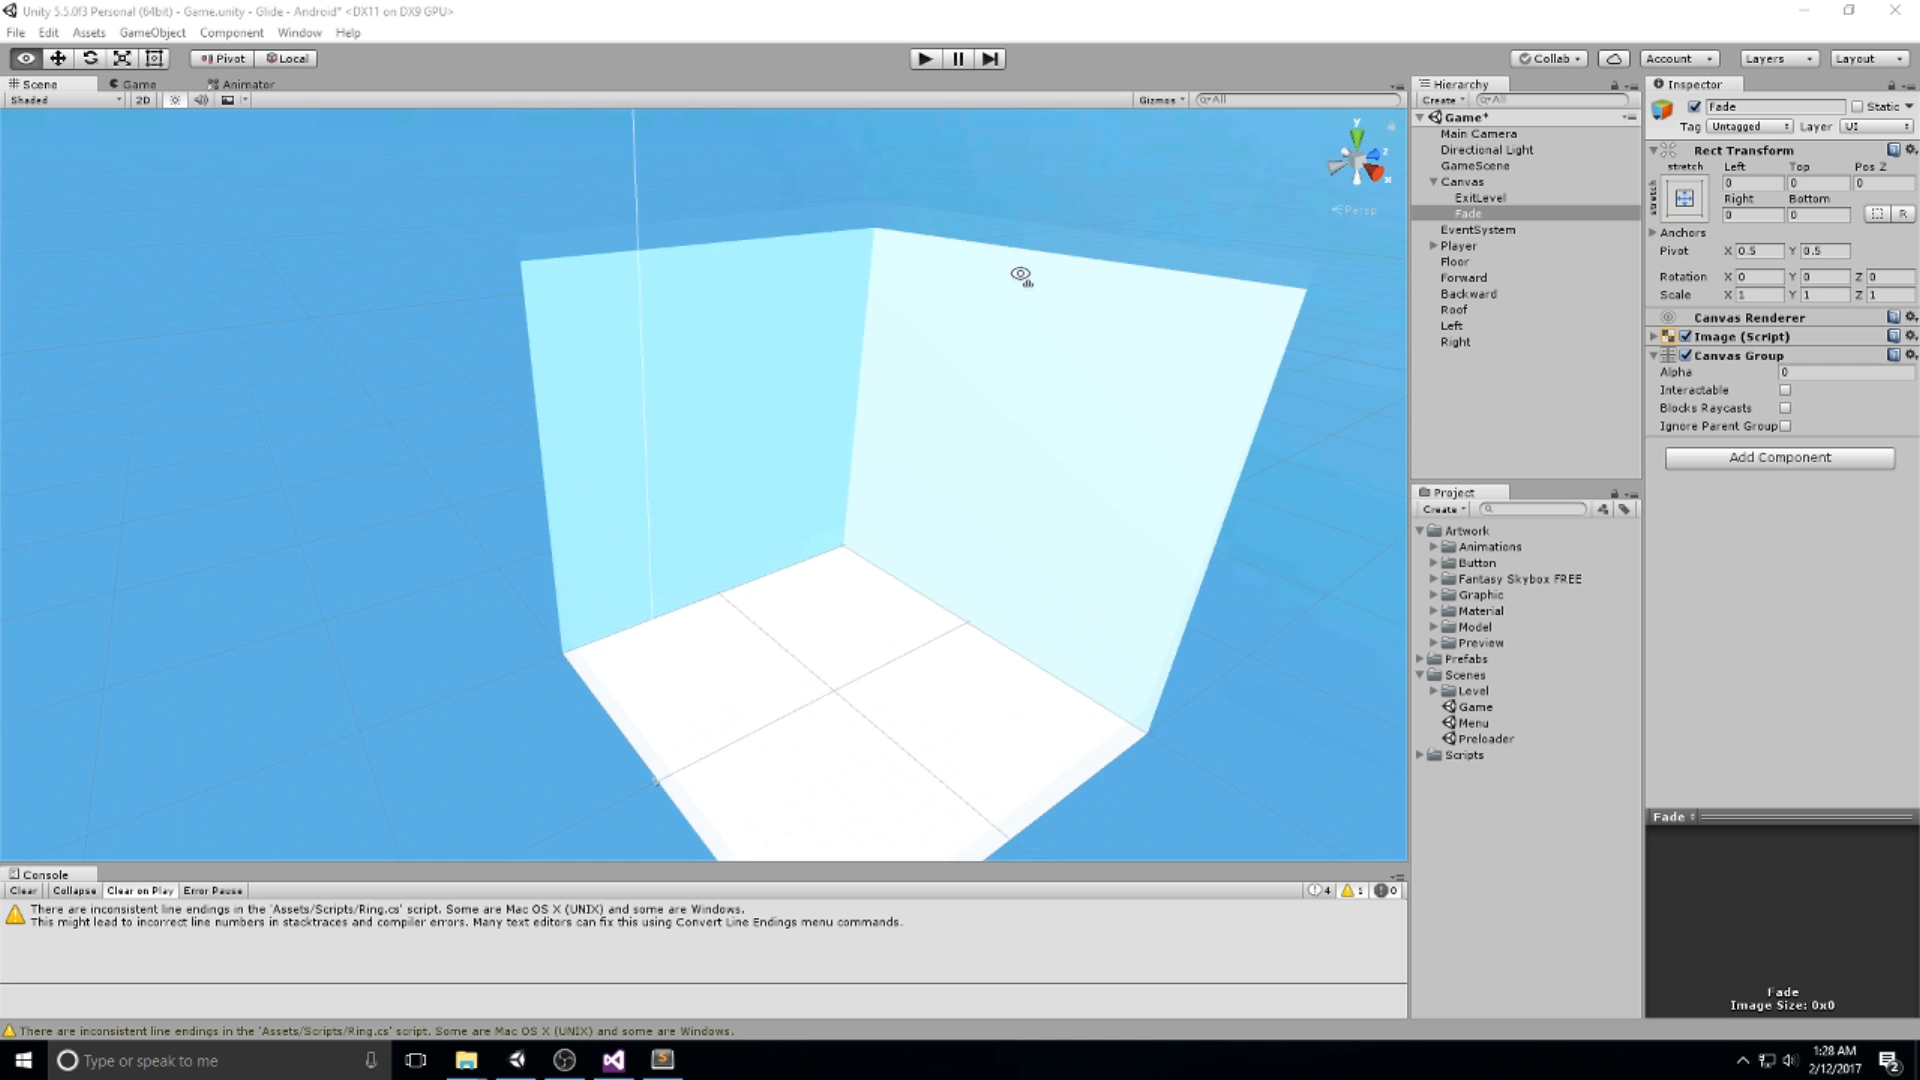 Unity 5.5.0f3 Personal (64bit) - Game.unity - Glide - Android* <DX11 on DX9 GPU>
File Edit Assets GameObject Component Window Help
Pivot Local Collab Account Layers Layout
Scene Game Animator
Shaded 2D Gizmos All
Hierarchy
Create All
Game*
Main Camera
Directional Light
GameScene
Canvas
ExitLevel
Fade
EventSystem
Player
Floor
Forward
Backward
Roof
Left
Right
Inspector
Fade Static
Tag Untagged Layer UI
Rect Transform
stretch Left Top Pos Z
stretch 0 0 0
Right Bottom
0 0 R
Anchors
Pivot X 0.5 Y 0.5
Rotation X 0 Y 0 Z 0
Scale X 1 Y 1 Z 1
Canvas Renderer
Image (Script)
Canvas Group
Alpha 0
Interactable
Blocks Raycasts
Ignore Parent Group
Add Component
y
z
x
Persp
Project
Create
Artwork
Animations
Button
Fantasy Skybox FREE
Graphic
Material
Model
Preview
Prefabs
Scenes
Level
Game
Menu
Preloader
Scripts
Fade
Fade
Image Size: 0x0
Console
Clear Collapse Clear on Play Error Pause 4 1 0
There are inconsistent line endings in the 'Assets/Scripts/Ring.cs' script. Some are Mac OS X (UNIX) and some are Windows.
This might lead to incorrect line numbers in stacktraces and compiler errors. Many text editors can fix this using Convert Line Endings menu commands.
There are inconsistent line endings in the 'Assets/Scripts/Ring.cs' script. Some are Mac OS X (UNIX) and some are Windows.
Type or speak to me
1:28 AM
2/12/2017
2